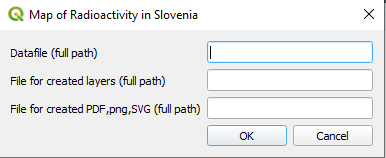 Map of Radioactivity in Slovenia
Datafile (full path)
File for created layers (full path)
File for created PDF,png,SVG (full path)
OK Cancel